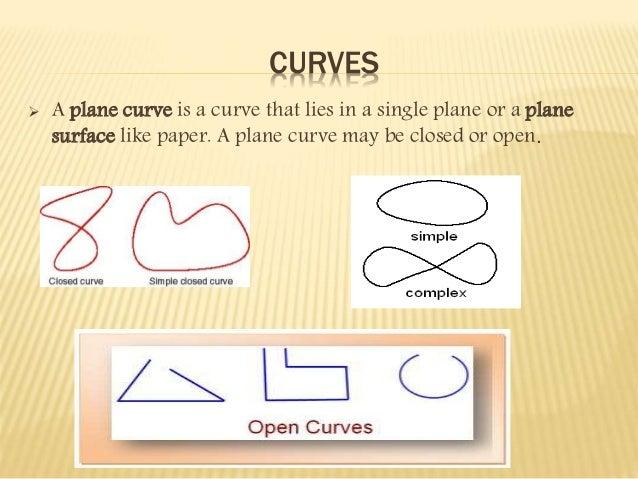 CURVES
➢ A plane curve is a curve that lies in a single plane or a plane
surface like paper. A plane curve may be closed or open.
Closed curve
Simple closed curve
simple
complex
Open Curves